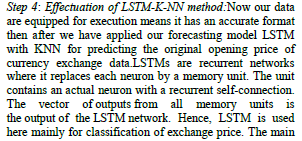 Step 4: Effectuation of LSTM-K-NN method:Now our data
are equipped for execution means it has an accurate format
then after we have applied our forecasting model LSTM
with KNN for predicting the original opening price of
currency exchange data.LSTMs are recurrent networks
where it replaces each neuron by a memory unit. The unit
contains an actual neuron with a recurrent self-connection.
The vector of outputs from all memory units is
the output of the LSTM network. Hence, LSTM is used
here mainly for classification of exchange price. The main